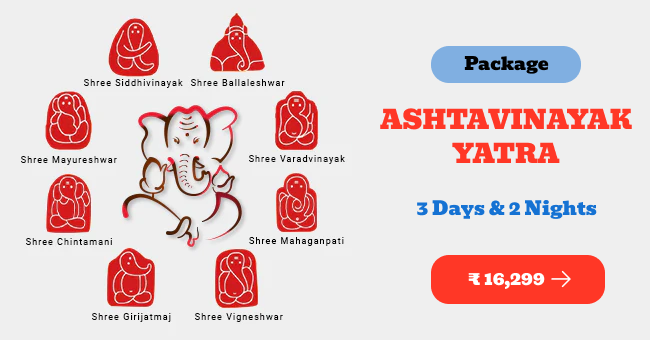 Shree Siddhivinayak
Shree Ballaleshwar
Shree Mayureshwar
Shree Varadvinayak
Shree Chintamani
Shree Mahaganpati
Shree Girijatmaj
Shree Vigneshwar
Package
ASHTAVINAYAK
YATRA
3 Days & 2 Nights
₹ 16,299 →